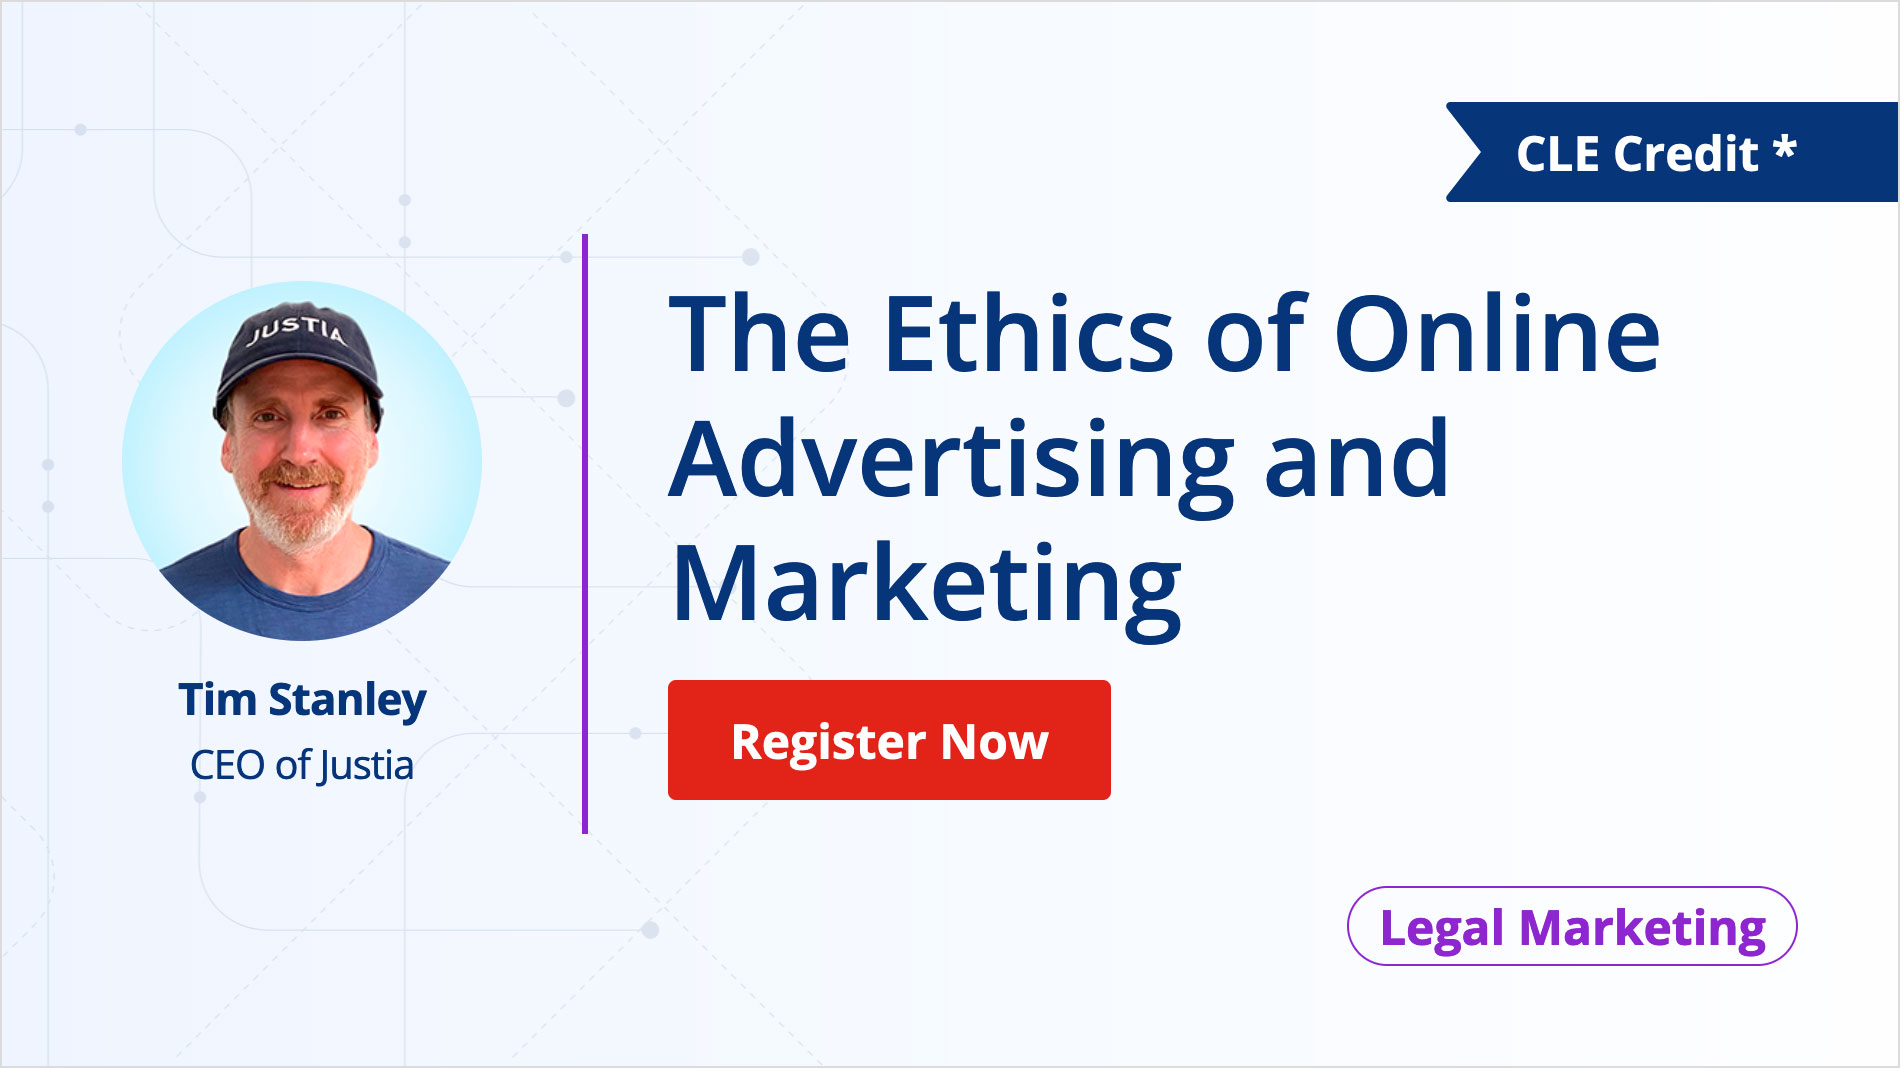 CLE Credit *
JUSTIA
The Ethics of Online
Advertising and
Marketing
Tim Stanley
CEO of Justia
Register Now
Legal Marketing